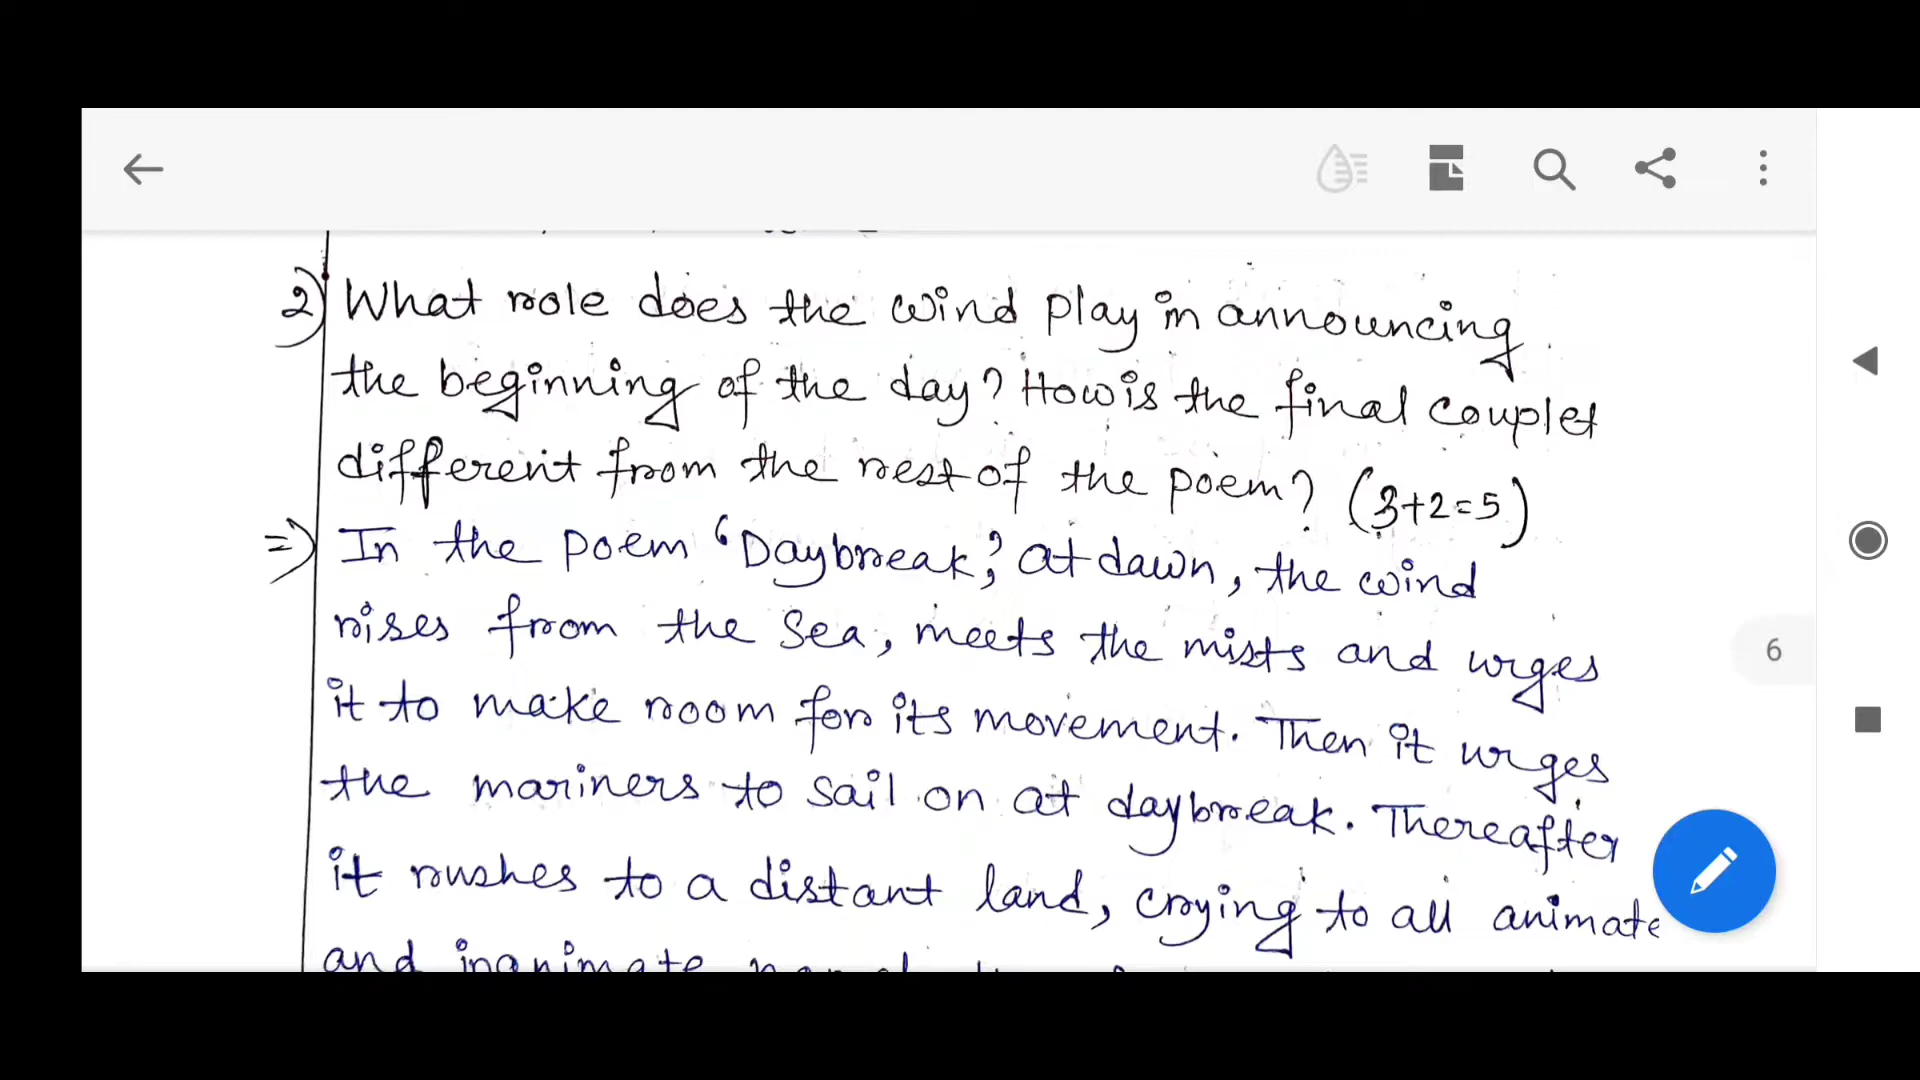 2) What role does the wind play in announcing
the beginning of the day? How is the final couplet
different from the rest of the poem? (3+2=5)
=> In the poem 'Daybreak', at dawn, the wind
rises from the sea, meets the mists and urges
it to make room for its movement. Then it urges
the mariners to sail on at daybreak. Thereafter
6
it rushes to a distant land, crying to all animate
and inanimate